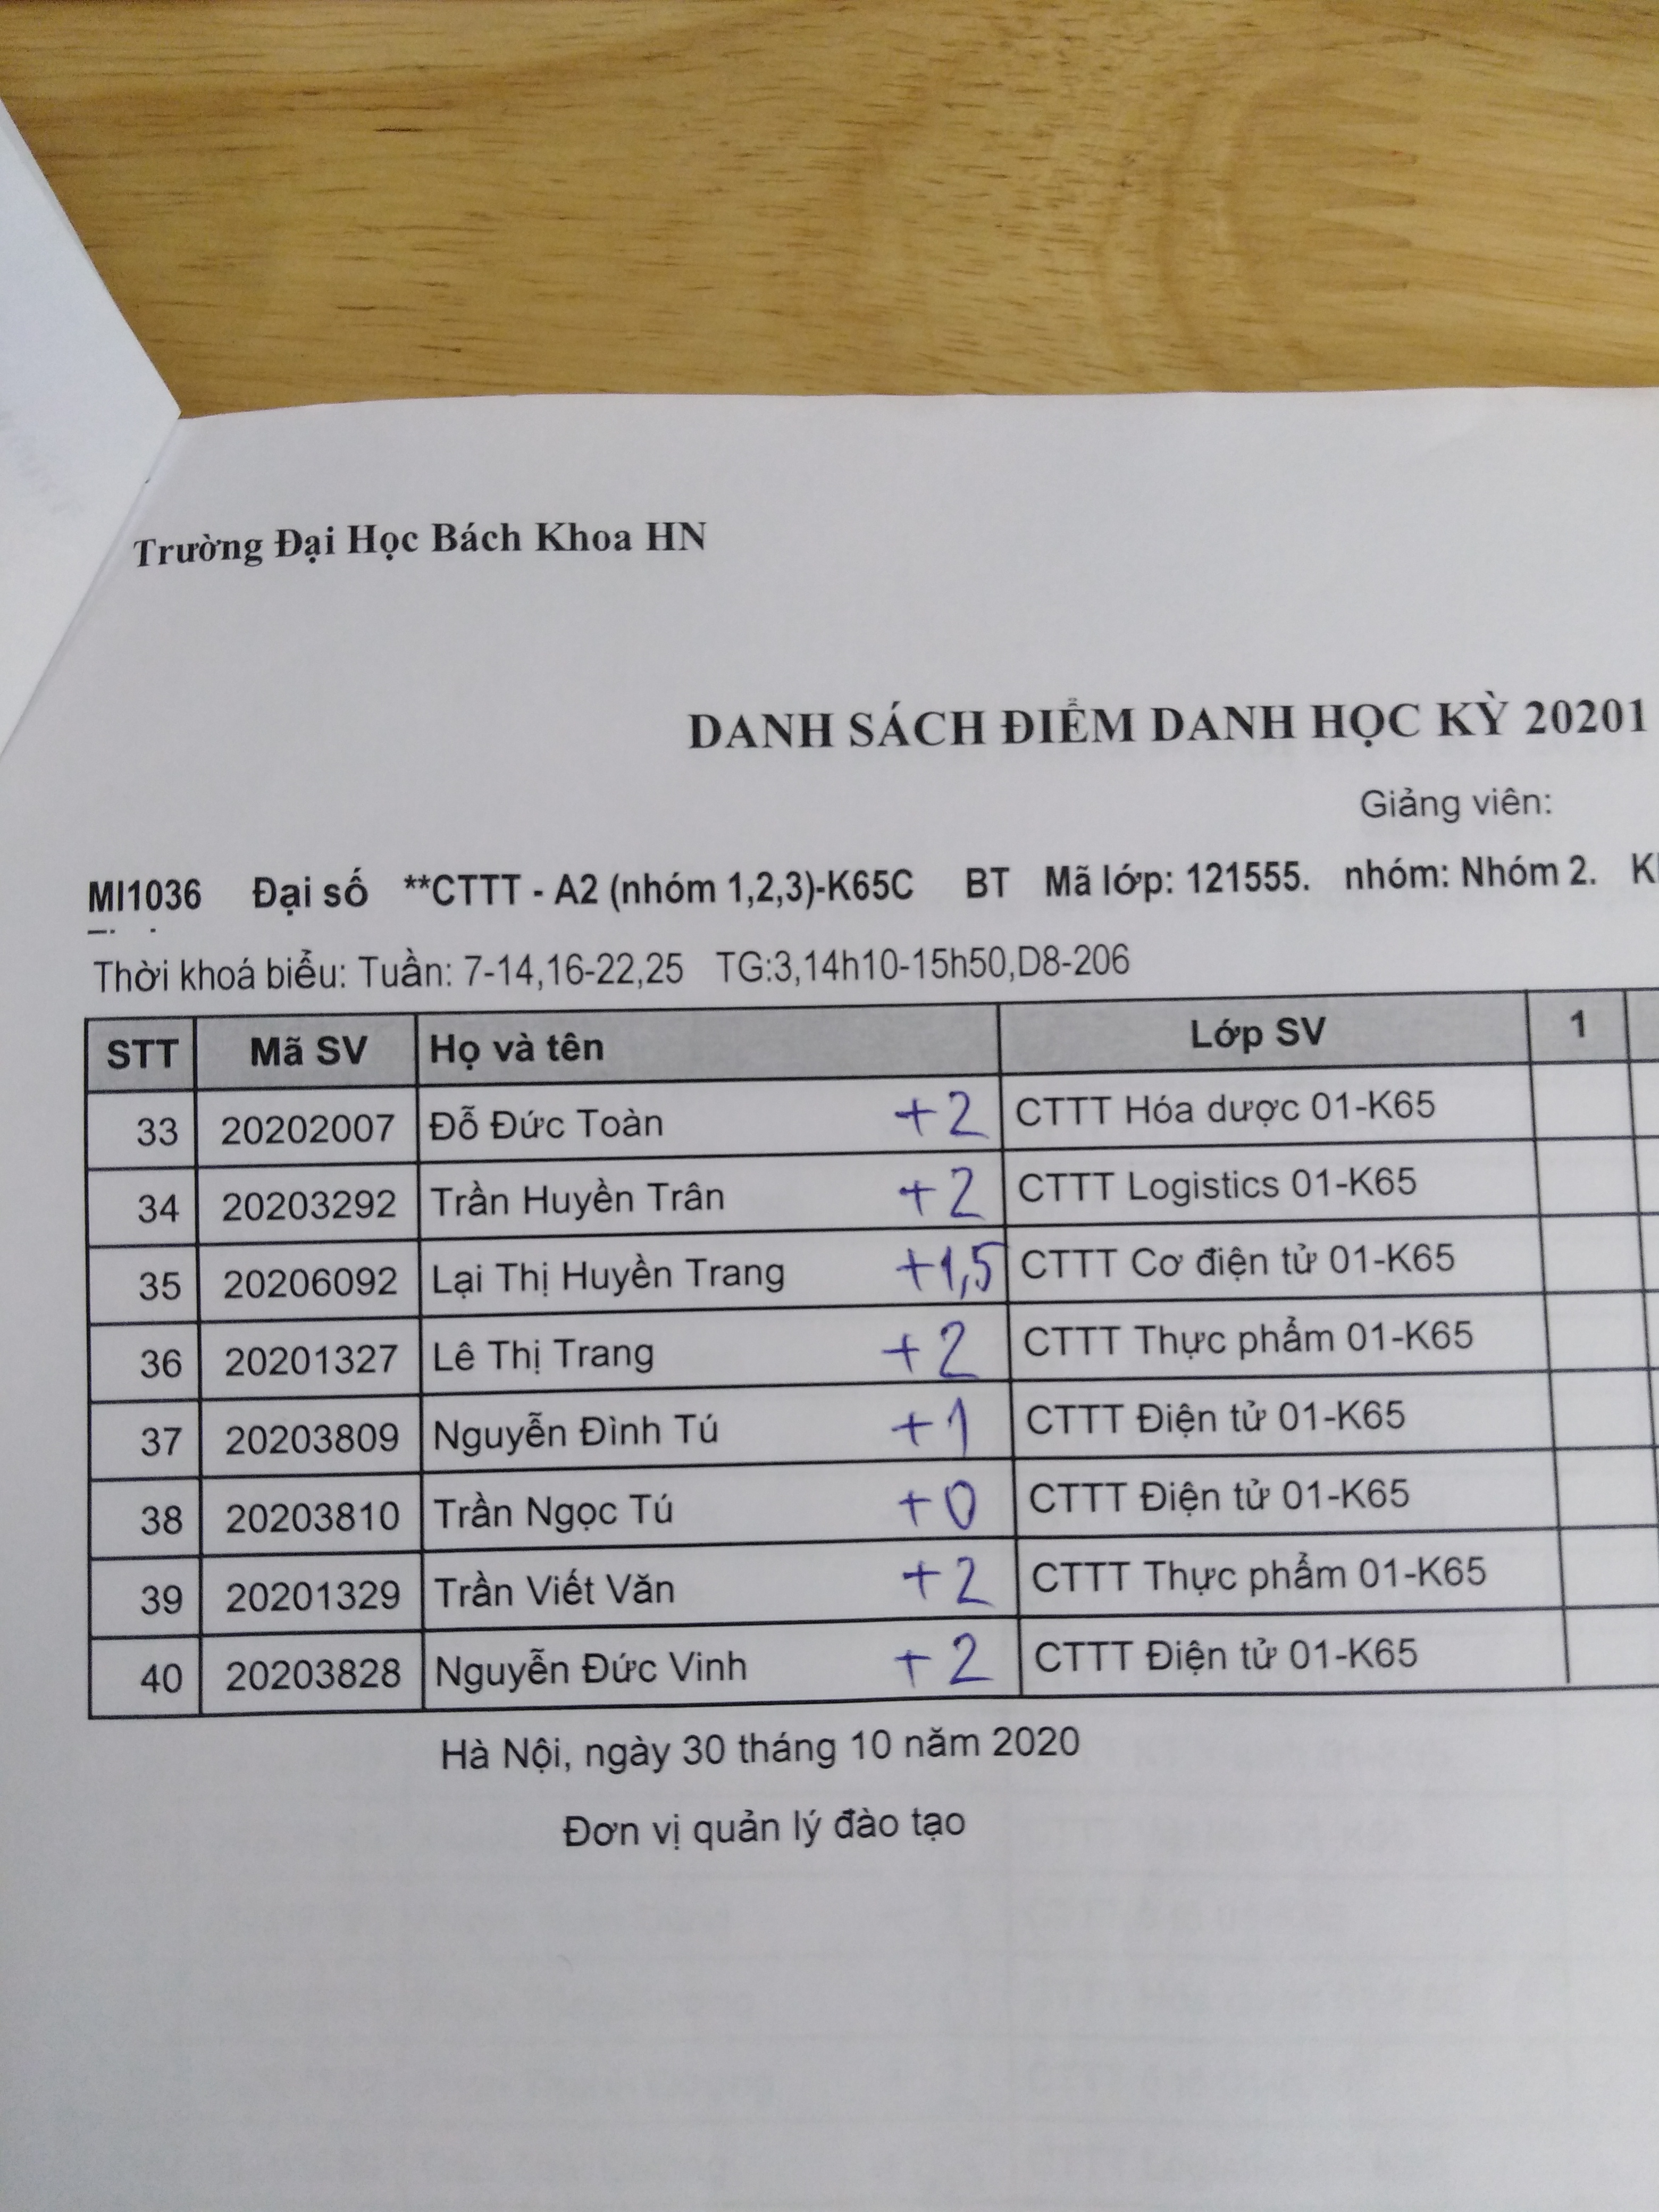 Trường Đại Học Bách Khoa HN
DANH SÁCH ĐIỂM DANH HỌC KỲ 20201
Giảng viên:
MI1036 Đại số **CTTT - A2 (nhóm 1,2,3)-K65C BT Mã lớp: 121555. nhóm: Nhóm 2.
Thời khoá biểu: Tuần: 7-14,16-22,25 TG:3,14h10-15h50,D8-206
STT Mã SV Họ và tên Lớp SV 1
33 20202007 Đỗ Đức Toàn +2 CTTT Hóa dược 01-K65
34 20203292 Trần Huyền Trân +2 CTTT Logistics 01-K65
35 20206092 Lại Thị Huyền Trang +1,5 CTTT Cơ điện tử 01-K65
36 20201327 Lê Thị Trang +2 CTTT Thực phẩm 01-K65
37 20203809 Nguyễn Đình Tú +1 CTTT Điện tử 01-K65
38 20203810 Trần Ngọc Tú +0 CTTT Điện tử 01-K65
39 20201329 Trần Viết Văn +2 CTTT Thực phẩm 01-K65
40 20203828 Nguyễn Đức Vinh +2 CTTT Điện tử 01-K65
Hà Nội, ngày 30 tháng 10 năm 2020
Đơn vị quản lý đào tạo